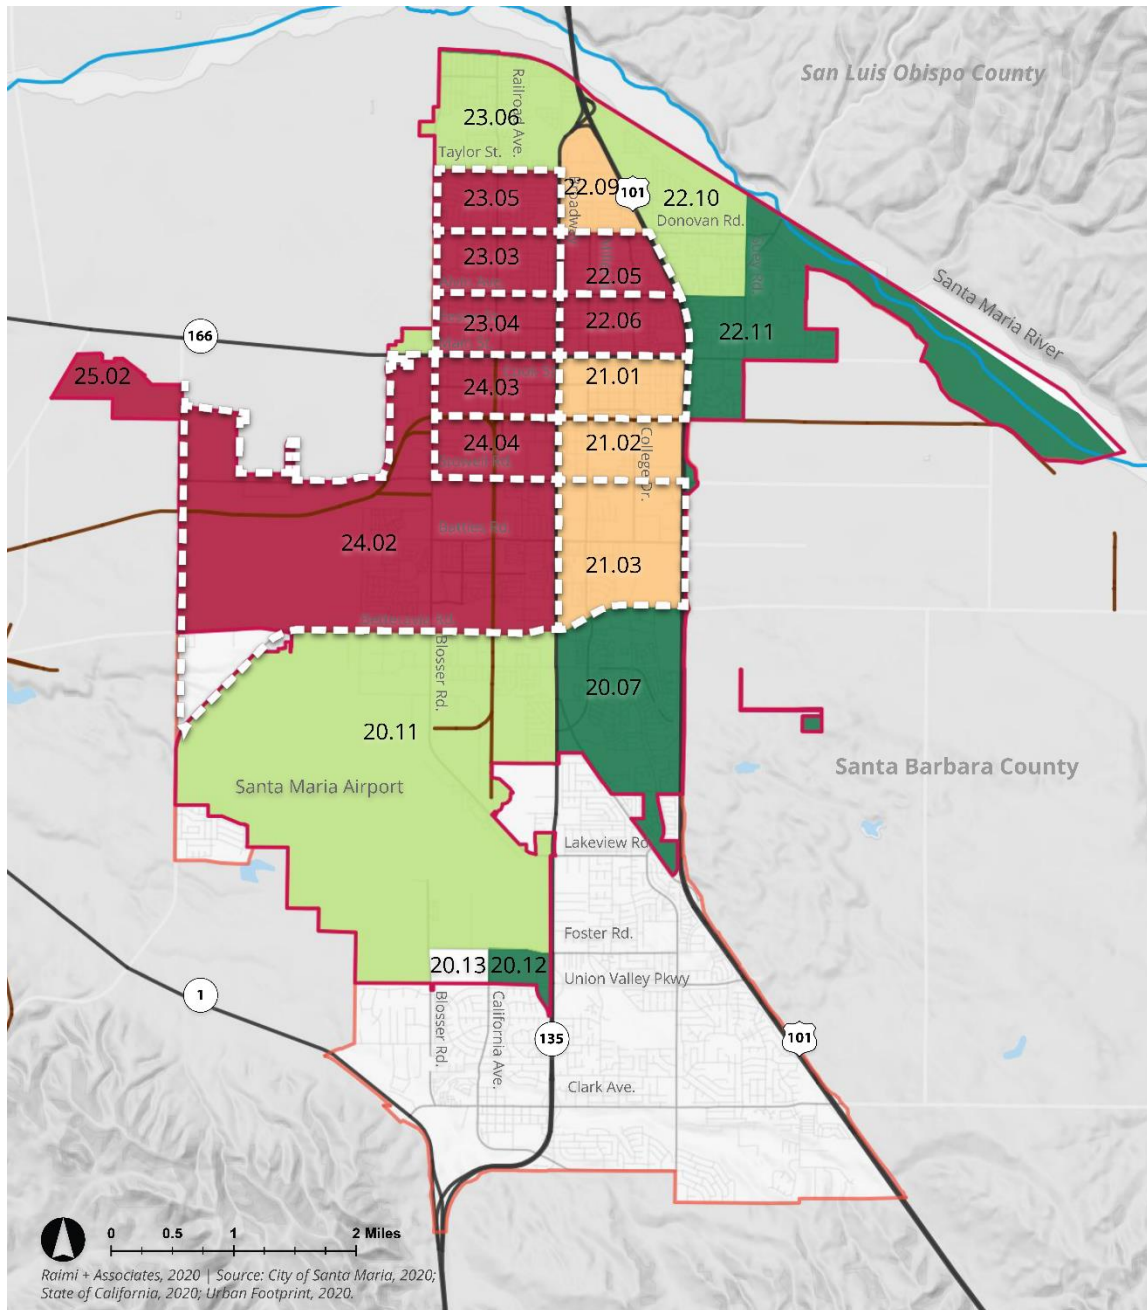 San Luis Obispo County
23.06
Railroad Ave.
Taylor St.
23.05
22.09
101
22.10
Donovan Rd.
23.03
22.05
Santa Maria River
166
23.04
22.06
22.11
25.02
24.03
21.01
24.04
21.02
College Dr.
24.02
21.03
Blosser Rd.
20.07
20.11
Santa Barbara County
Santa Maria Airport
Lakeview Rd
Foster Rd.
20.13
20.12
Union Valley Pkwy
1
Blosser Rd.
California Ave.
135
101
Clark Ave.
0 0.5 1 2 Miles
Raimi + Associates, 2020 | Source: City of Santa Maria, 2020;
State of California, 2020; Urban Footprint, 2020.